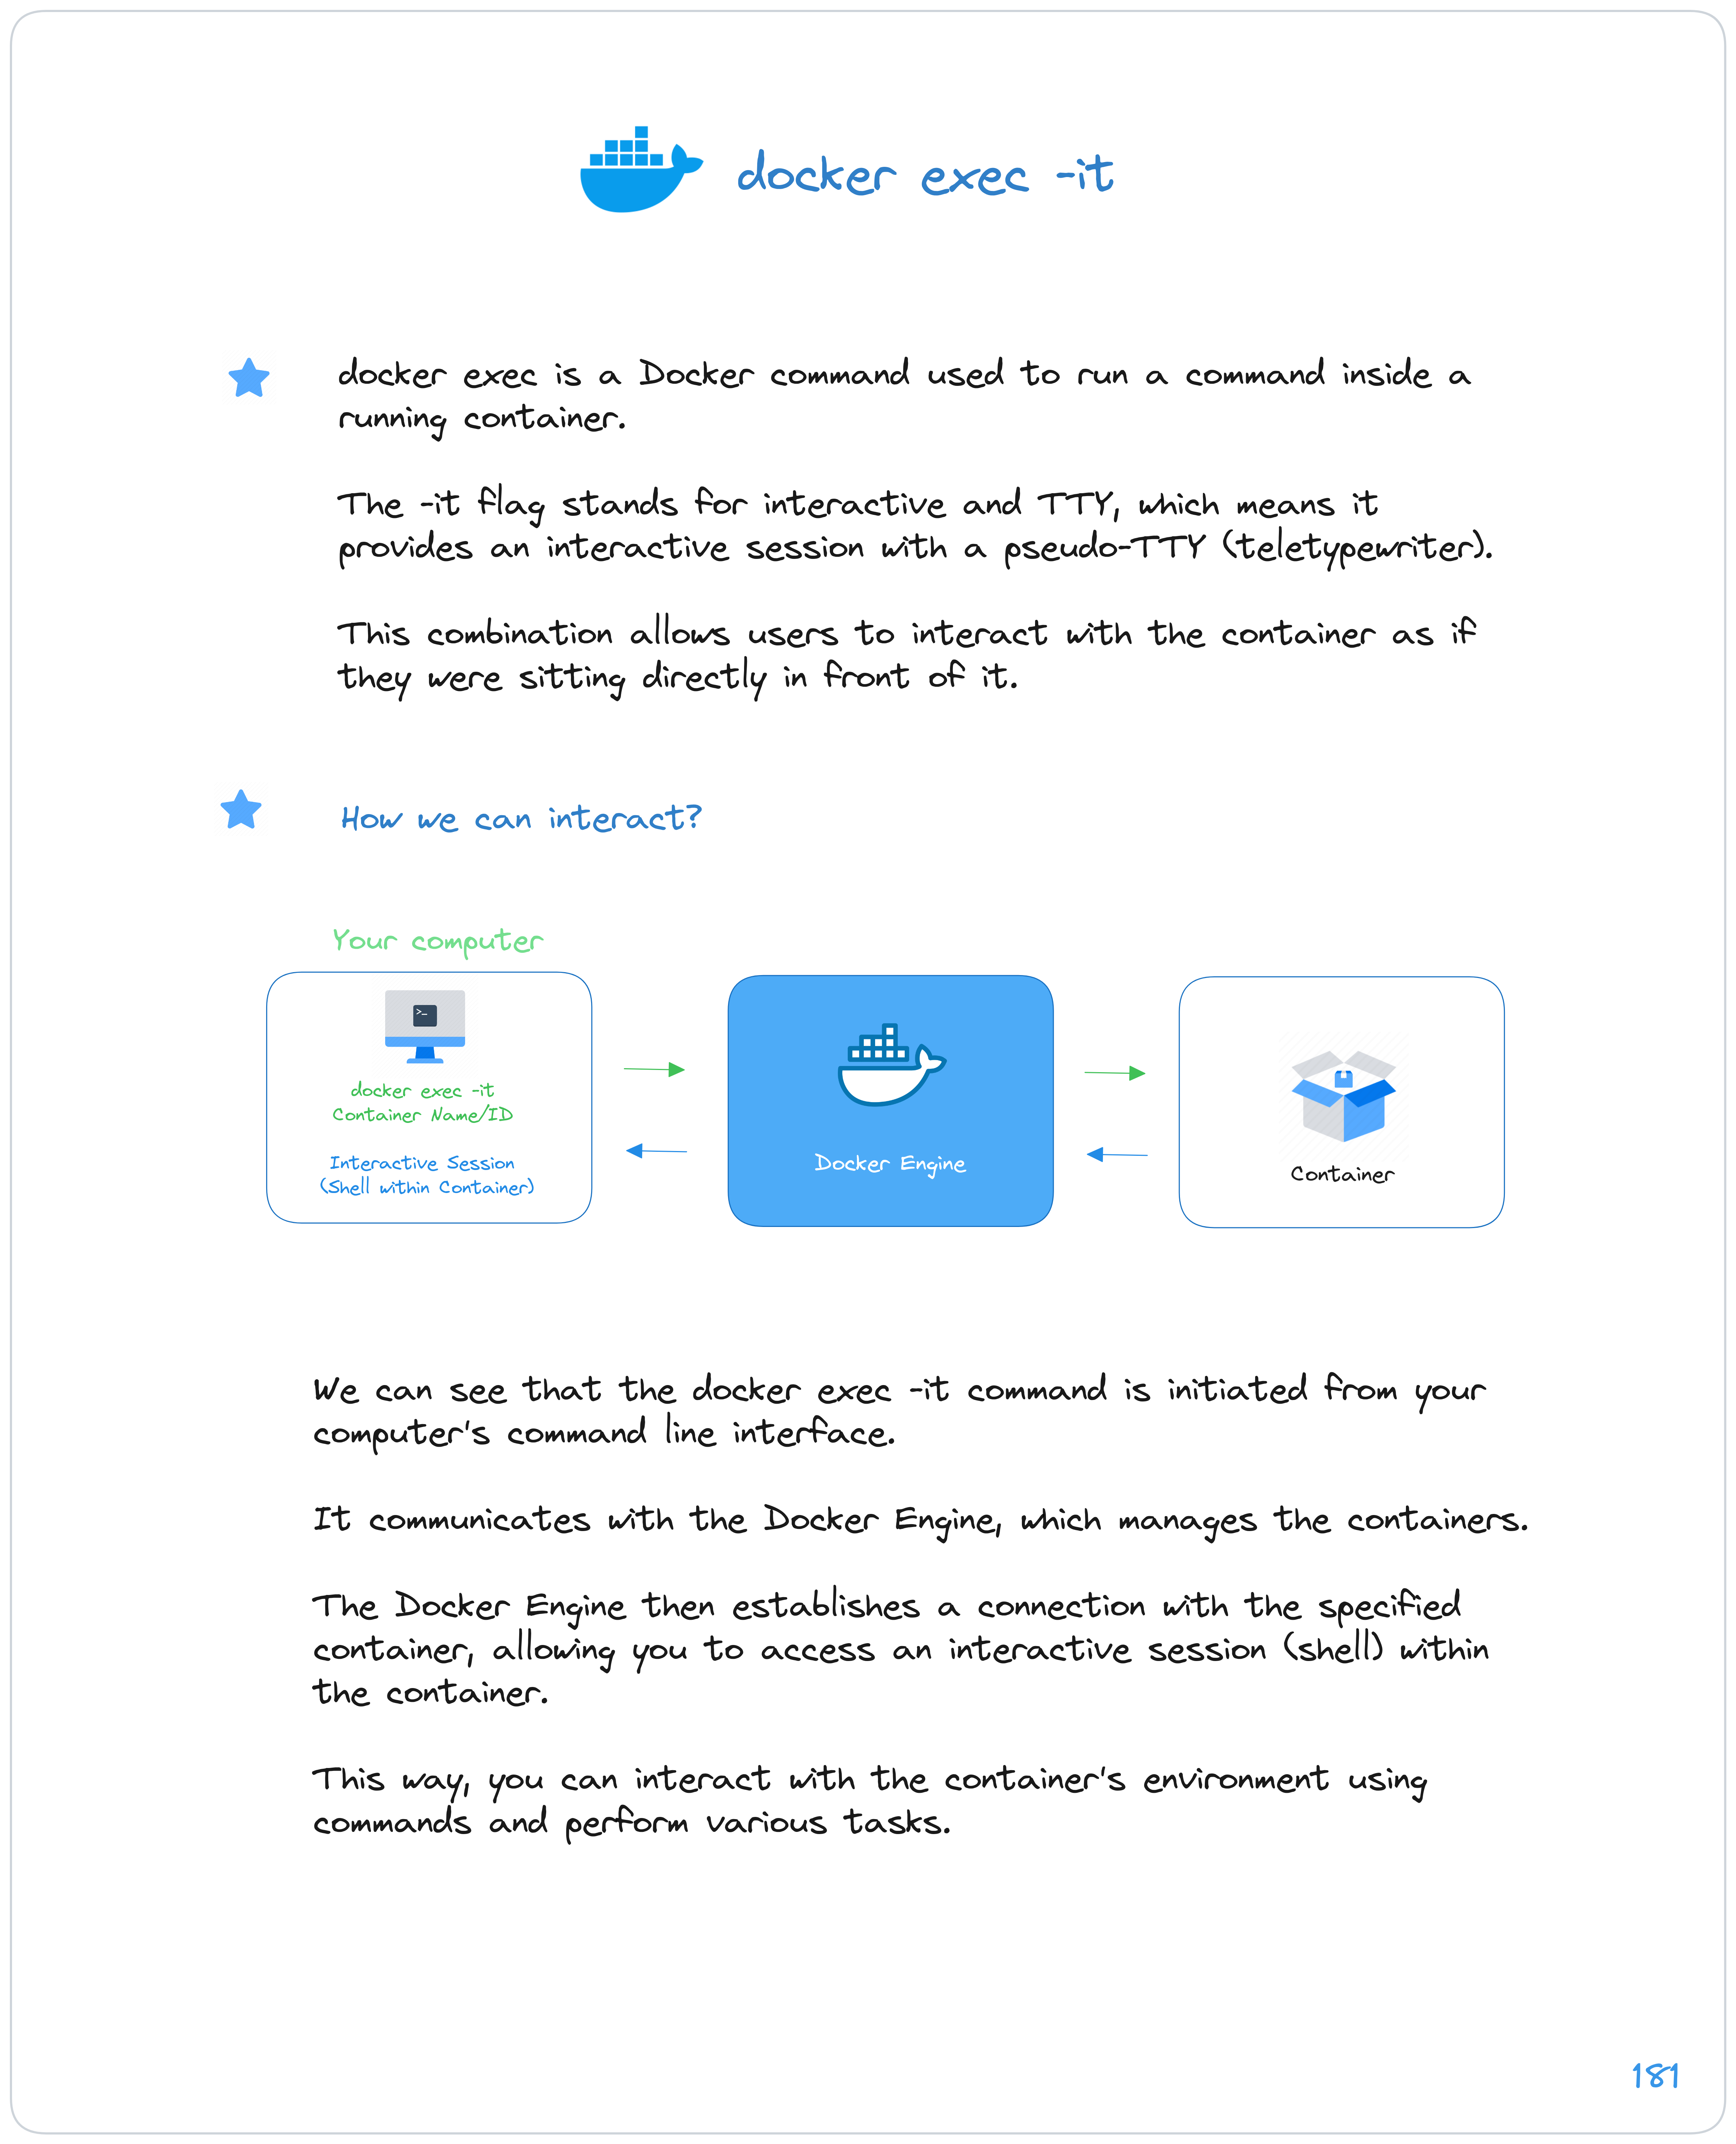 docker exec -it
docker exec is a Docker command used to run a command inside a
running container.
The -it flag stands for interactive and TTY, which means it
provides an interactive session with a pseudo-TTY (teletypewriter).
This combination allows users to interact with the container as if
they were sitting directly in front of it.
How we can interact?
Your computer
>_
docker exec -it
Container Name/ID
Interactive Session
(Shell within Container)
Docker Engine
Container
We can see that the docker exec -it command is initiated from your
computer's command line interface.
It communicates with the Docker Engine, which manages the containers.
The Docker Engine then establishes a connection with the specified
container, allowing you to access an interactive session (shell) within
the container.
This way, you can interact with the container's environment using
commands and perform various tasks.
181